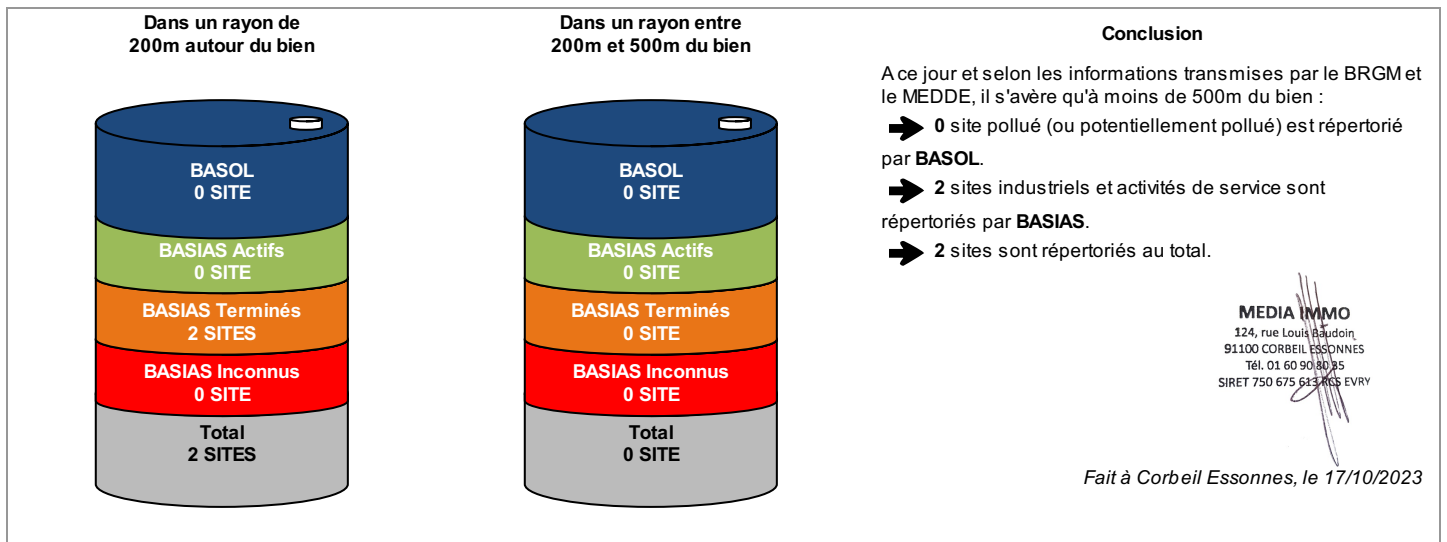 Dans un rayon de
200m autour du bien
BASOL
0 SITE
BASIAS Actifs
0 SITE
BASIAS Terminés
2 SITES
BASIAS Inconnus
0 SITE
Total
2 SITES
Dans un rayon entre
200m et 500m du bien
BASOL
0 SITE
BASIAS Actifs
0 SITE
BASIAS Terminés
0 SITE
BASIAS Inconnus
0 SITE
Total
0 SITE
Conclusion
A ce jour et selon les informations transmises par le BRGM et
le MEDDE, il s'avère qu'à moins de 500m du bien :
0 site pollué (ou potentiellement pollué) est répertorié
par BASOL.
2 sites industriels et activités de service sont
répertoriés par BASIAS.
2 sites sont répertoriés au total.
MEDIA IMMO
124, rue Louis Baudoin
91100 CORBEIL ESSONNES
Tél. 01 60 90 80 85
SIRET 750 675 613 RCS EVRY
Fait à Corbeil Essonnes, le 17/10/2023